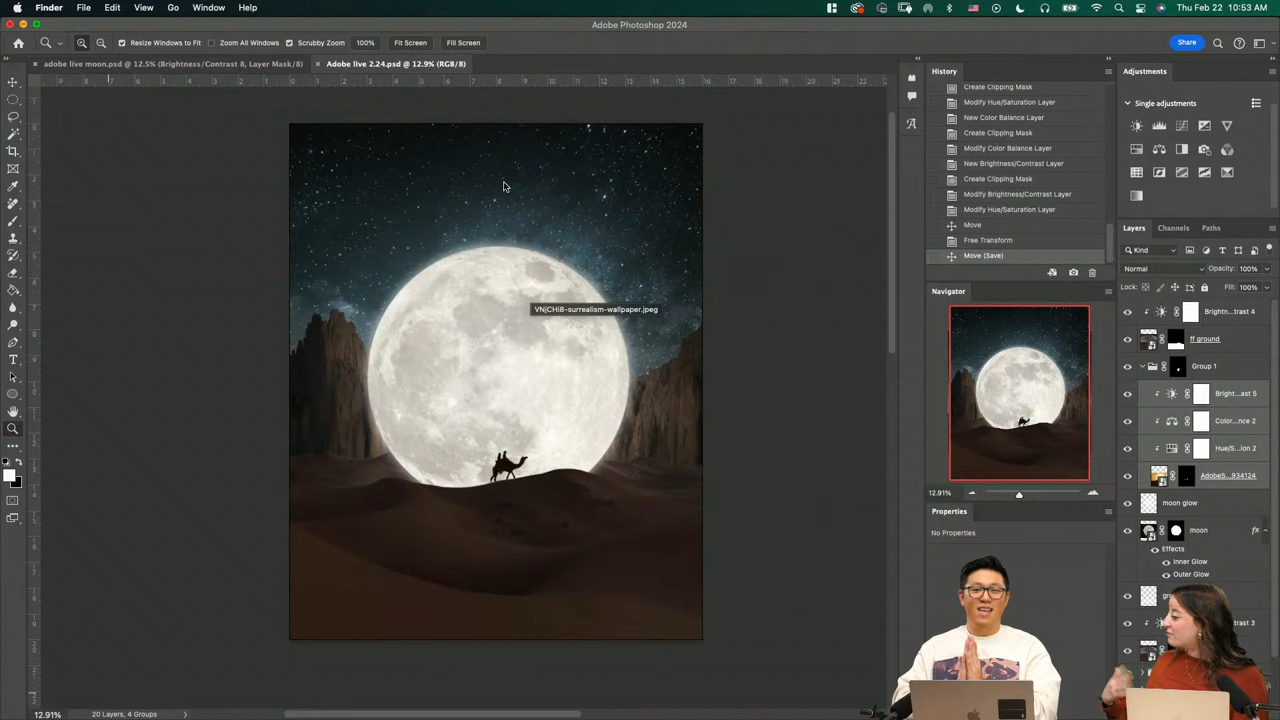 Finder File Edit View Go Window Help
Thu Feb 22 10:53 AM
Adobe Photoshop 2024
Resize Windows to Fit Zoom All Windows Scrubby Zoom 100% Fit Screen Fill Screen
Share
adobe live moon.psd @ 12.5% (Brightness/Contrast 8, Layer Mask/8)
Adobe live 2.24.psd @ 12.9% (RGB/8)
VNjCHi8-surrealism-wallpaper.jpeg
12.91% 20 Layers, 4 Groups
History
Create Clipping Mask
Modify Hue/Saturation Layer
New Color Balance Layer
Create Clipping Mask
Modify Color Balance Layer
New Brightness/Contrast Layer
Create Clipping Mask
Modify Brightness/Contrast Layer
Modify Hue/Saturation Layer
Move
Free Transform
Move (Save)
Navigator
12.91%
Properties
No Properties
Adjustments
Single adjustments
Layers Channels Paths
Kind
Normal Opacity: 100%
Lock: Fill: 100%
Brightn...trast 4
ff ground
Group 1
Bright...ast 5
Color...nce 2
Hue/S...lon 2
AdobeS...934124
moon glow
moon fx
Effects
Inner Glow
Outer Glow